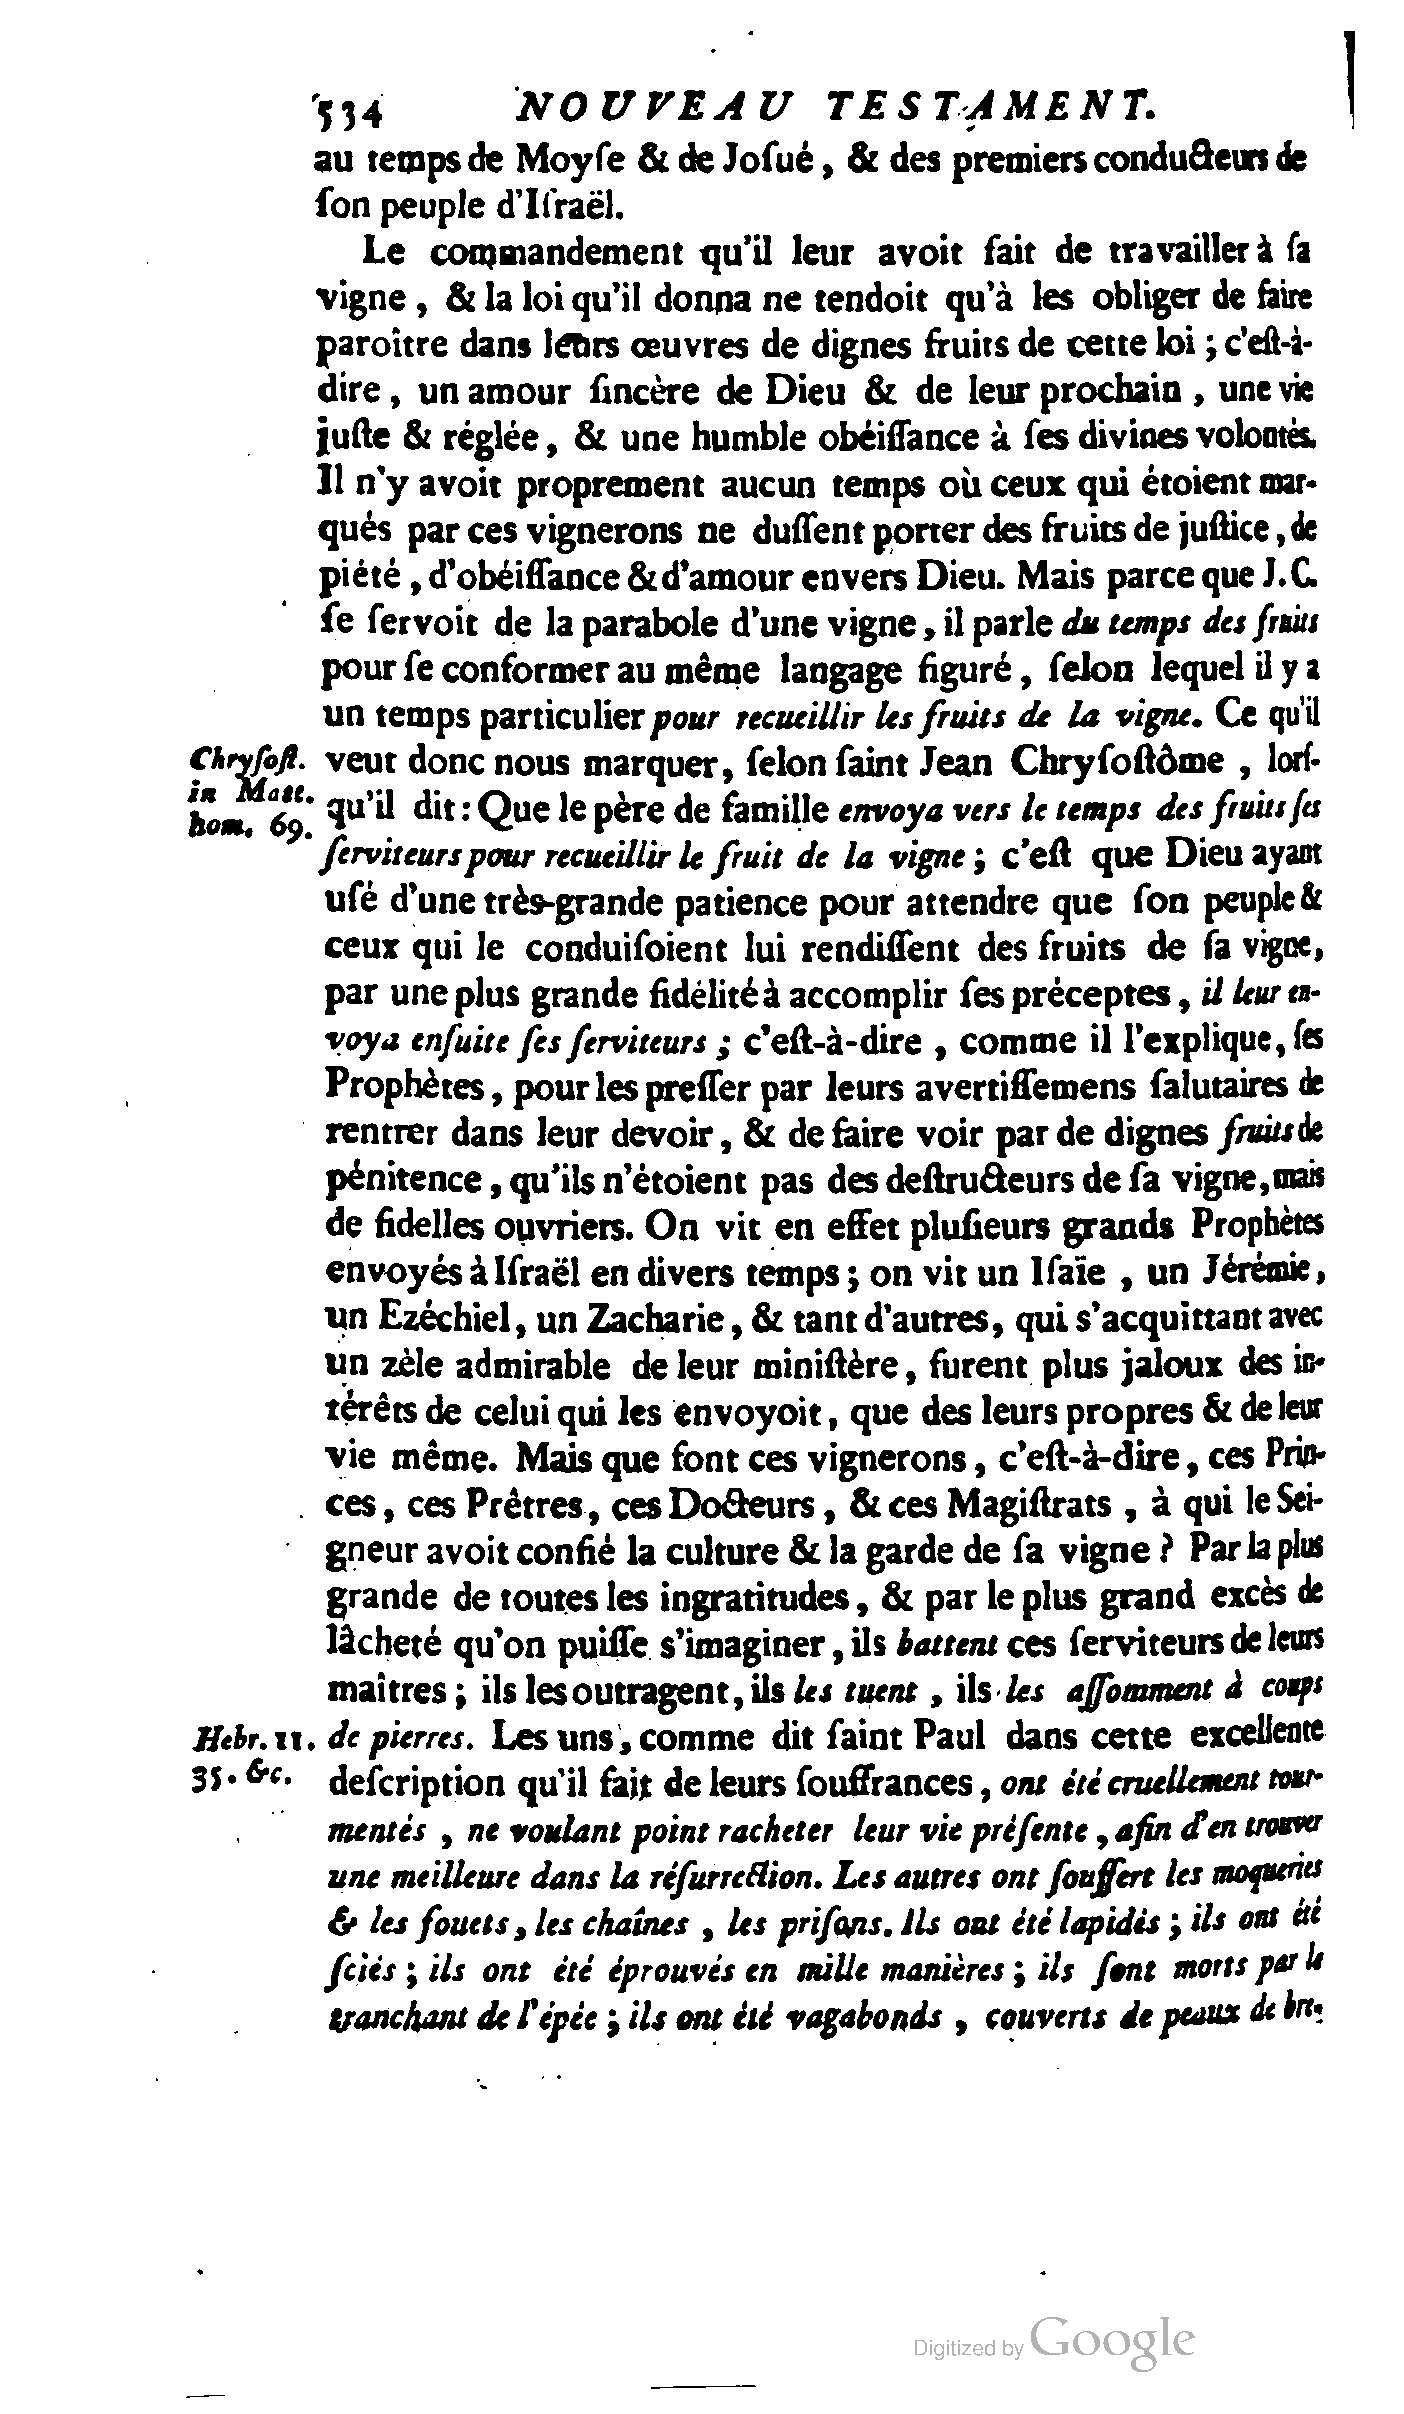 534 NOUVEAU TESTAMENT.
au temps de Moyſe & de Joſué, & des premiers conducteurs de
ſon peuple d'Iſraël.
Le commandement qu'il leur avoit fait de travailler à ſa
vigne, & la loi qu'il donna ne tendoit qu'à les obliger de faire
paroître dans leurs œuvres de dignes fruits de cette loi ; c'eſt-à-
dire, un amour ſincère de Dieu & de leur prochain, une vie
juſte & réglée, & une humble obéiſſance à ſes divines volontés.
Il n'y avoit proprement aucun temps où ceux qui étoient mar-
qués par ces vignerons ne duſſent porter des fruits de juſtice, de
piété, d'obéiſſance & d'amour envers Dieu. Mais parce que J. C.
ſe ſervoit de la parabole d'une vigne, il parle du temps des fruits
pour ſe conformer au même langage figuré, ſelon lequel il y a
un temps particulier pour recueillir les fruits de la vigne. Ce qu'il
Chryſoſt. veut donc nous marquer, ſelon ſaint Jean Chryſoſtôme, lorſ-
in Matt. qu'il dit : Que le père de famille envoya vers le temps des fruits ſes
hom. 69. ſerviteurs pour recueillir le fruit de la vigne ; c'eſt que Dieu ayant
uſé d'une très-grande patience pour attendre que ſon peuple &
ceux qui le conduiſoient lui rendiſſent des fruits de ſa vigne,
par une plus grande fidélité à accomplir ſes préceptes, il leur en-
voya enſuite ſes ſerviteurs ; c'eſt-à-dire, comme il l'explique, ſes
Prophètes, pour les preſſer par leurs avertiſſemens ſalutaires de
rentrer dans leur devoir, & de faire voir par de dignes fruits de
pénitence, qu'ils n'étoient pas des deſtructeurs de ſa vigne, mais
de fidelles ouvriers. On vit en effet pluſieurs grands Prophètes
envoyés à Iſraël en divers temps ; on vit un Iſaïe, un Jérémie,
un Ezéchiel, un Zacharie, & tant d'autres, qui s'acquittant avec
un zèle admirable de leur miniſtère, furent plus jaloux des in-
térêts de celui qui les envoyoit, que des leurs propres & de leur
vie même. Mais que font ces vignerons, c'eſt-à-dire, ces Prin-
ces, ces Prêtres, ces Docteurs, & ces Magiſtrats, à qui le Sei-
gneur avoit confié la culture & la garde de ſa vigne ? Par la plus
grande de toutes les ingratitudes, & par le plus grand excès de
lâcheté qu'on puiſſe s'imaginer, ils battent ces ſerviteurs de leurs
maîtres ; ils les outragent, ils les tuent, ils les aſſomment à coups
Hebr. 11. de pierres. Les uns, comme dit ſaint Paul dans cette excellente
35. &c. deſcription qu'il fait de leurs ſouffrances, ont été cruellement tour-
mentés, ne voulant point racheter leur vie préſente, afin d'en trouver
une meilleure dans la réſurrection. Les autres ont ſouffert les moqueries
& les fouets, les chaînes, les priſons. Ils ont été lapidés ; ils ont été
ſciés ; ils ont été éprouvés en mille manières ; ils ſont morts par le
tranchant de l'épée ; ils ont été vagabonds, couverts de peaux de bre-
Digitized by Google